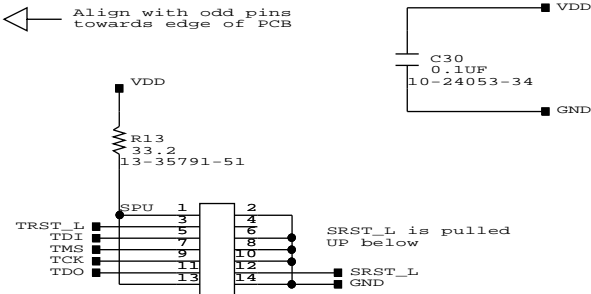 Align with odd pins
towards edge of PCB
VDD
C30
0.1UF
10-24053-34
GND
VDD
R13
33.2
13-35791-51
SPU 1 2
TRST_L 3 4
TDI 5 6
TMS 7 8
TCK 9 10
TDO 11 12
13 14
SRST_L is pulled
UP below
SRST_L
GND